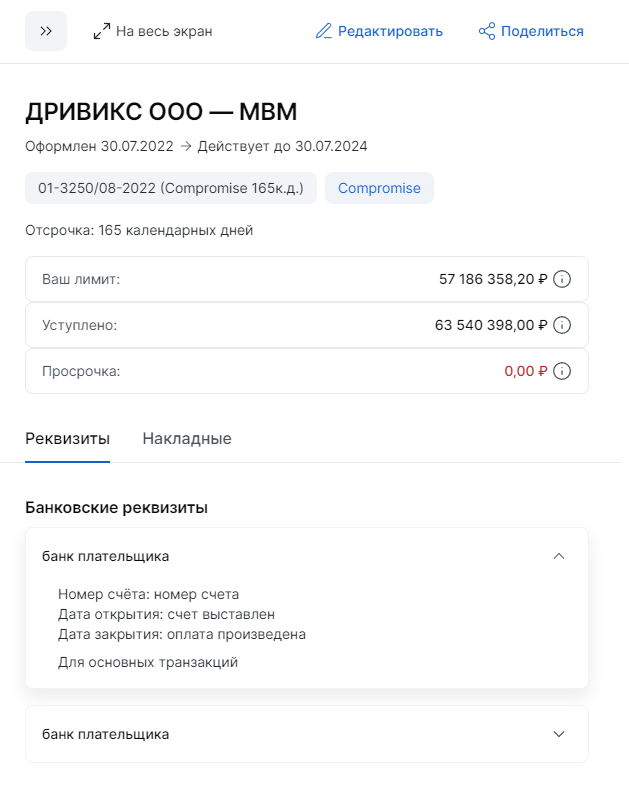 На весь экран
Редактировать
Поделиться
ДРИВИКС ООО — МВМ
Оформлен 30.07.2022 → Действует до 30.07.2024
01-3250/08-2022 (Compromise 165к.д.)
Compromise
Отсрочка: 165 календарных дней
Ваш лимит: 57 186 358,20 ₽
Уступлено: 63 540 398,00 ₽
Просрочка: 0,00 ₽
Реквизиты
Накладные
Банковские реквизиты
банк плательщика
Номер счёта: номер счета
Дата открытия: счет выставлен
Дата закрытия: оплата произведена
Для основных транзакций
банк плательщика